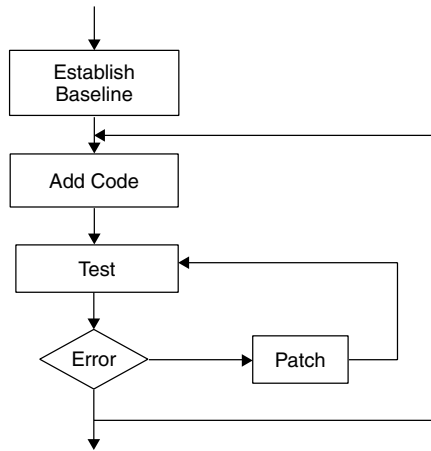 Establish
Baseline
Add Code
Test
Error
Patch